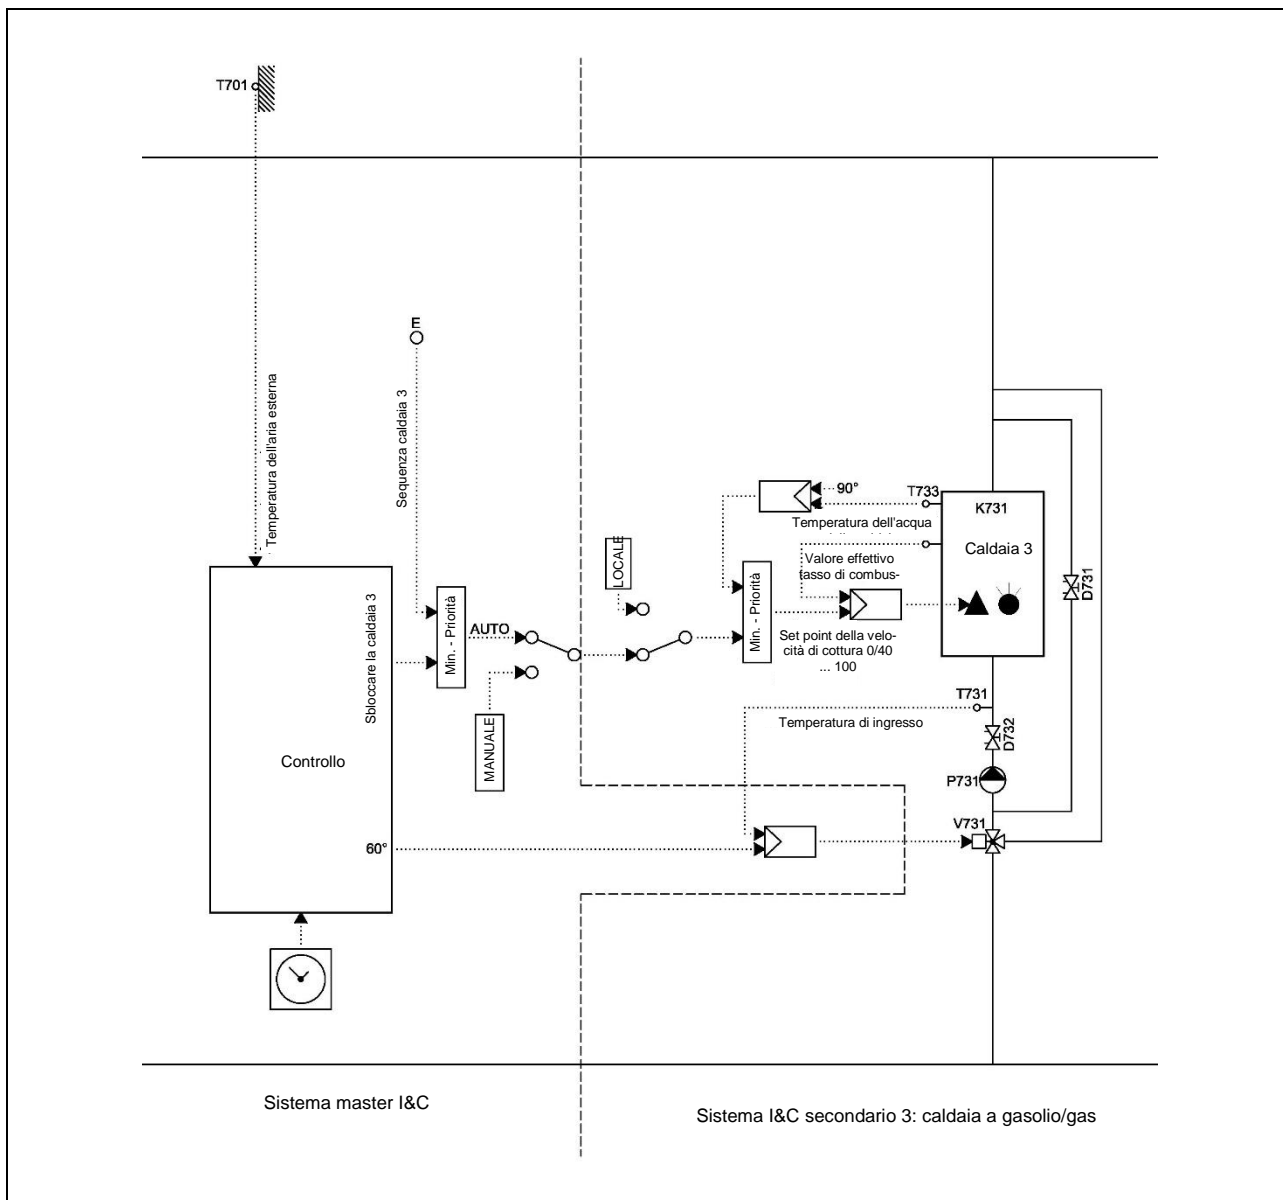 T701
E
Temperatura dell'aria esterna
Sequenza caldaia 3
90°
T733
K731
Temperatura dell'acqua
Caldaia 3
LOCALE
Valore effettivo
tasso di combus-
D731
Min. - Priorità
Min. - Priorità
Sbloccare la caldaia 3
AUTO
Set point della velo-
cità di cottura 0/40
... 100
T731
Temperatura di ingresso
MANUALE
D732
Controllo
P731
V731
60°
Sistema master I&C
Sistema I&C secondario 3: caldaia a gasolio/gas